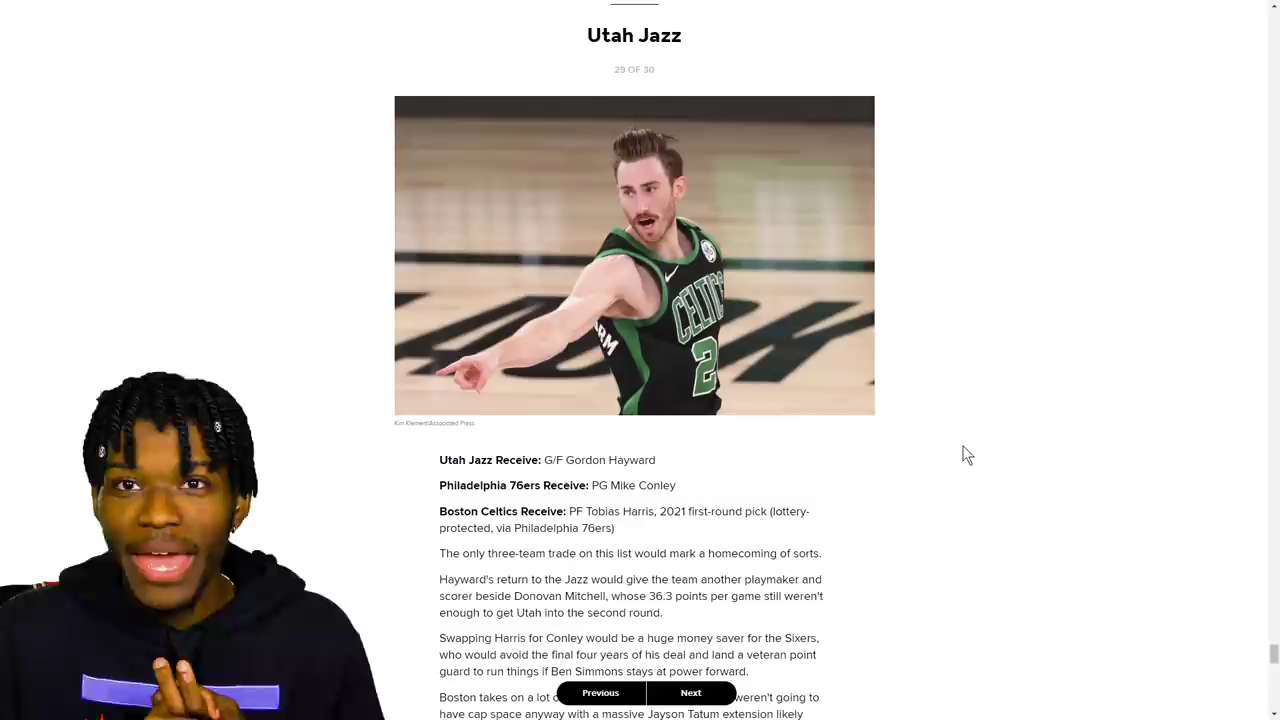 Utah Jazz
29 OF 30
CELTICS
2
Kim Klement/Associated Press
Utah Jazz Receive: G/F Gordon Hayward
Philadelphia 76ers Receive: PG Mike Conley
Boston Celtics Receive: PF Tobias Harris, 2021 first-round pick (lottery-
protected, via Philadelphia 76ers)
The only three-team trade on this list would mark a homecoming of sorts.
Hayward's return to the Jazz would give the team another playmaker and
scorer beside Donovan Mitchell, whose 36.3 points per game still weren't
enough to get Utah into the second round.
Swapping Harris for Conley would be a huge money saver for the Sixers,
who would avoid the final four years of his deal and land a veteran point
guard to run things if Ben Simmons stays at power forward.
Previous Next
Boston takes on a lot weren't going to
have cap space anyway with a massive Jayson Tatum extension likely